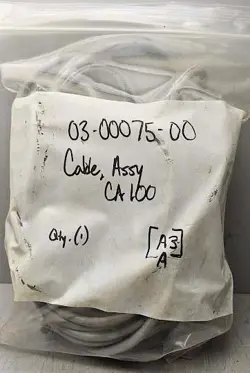 03-00075-00
Cable, Assy
CA100
Qty. (1)
[A3]
A